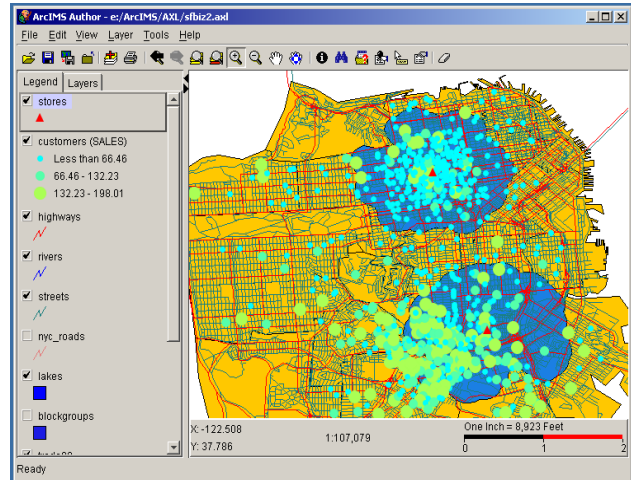 ArcIMS Author - e:/ArcIMS/AXL/sfbiz2.axl
File Edit View Layer Tools Help
Legend Layers
stores
customers (SALES)
Less than 66.46
66.46 - 132.23
132.23 - 198.01
highways
rivers
streets
nyc_roads
lakes
blockgroups
X: -122.508
Y: 37.786
1:107,079
One Inch = 8,923 Feet
0 1 2
Ready